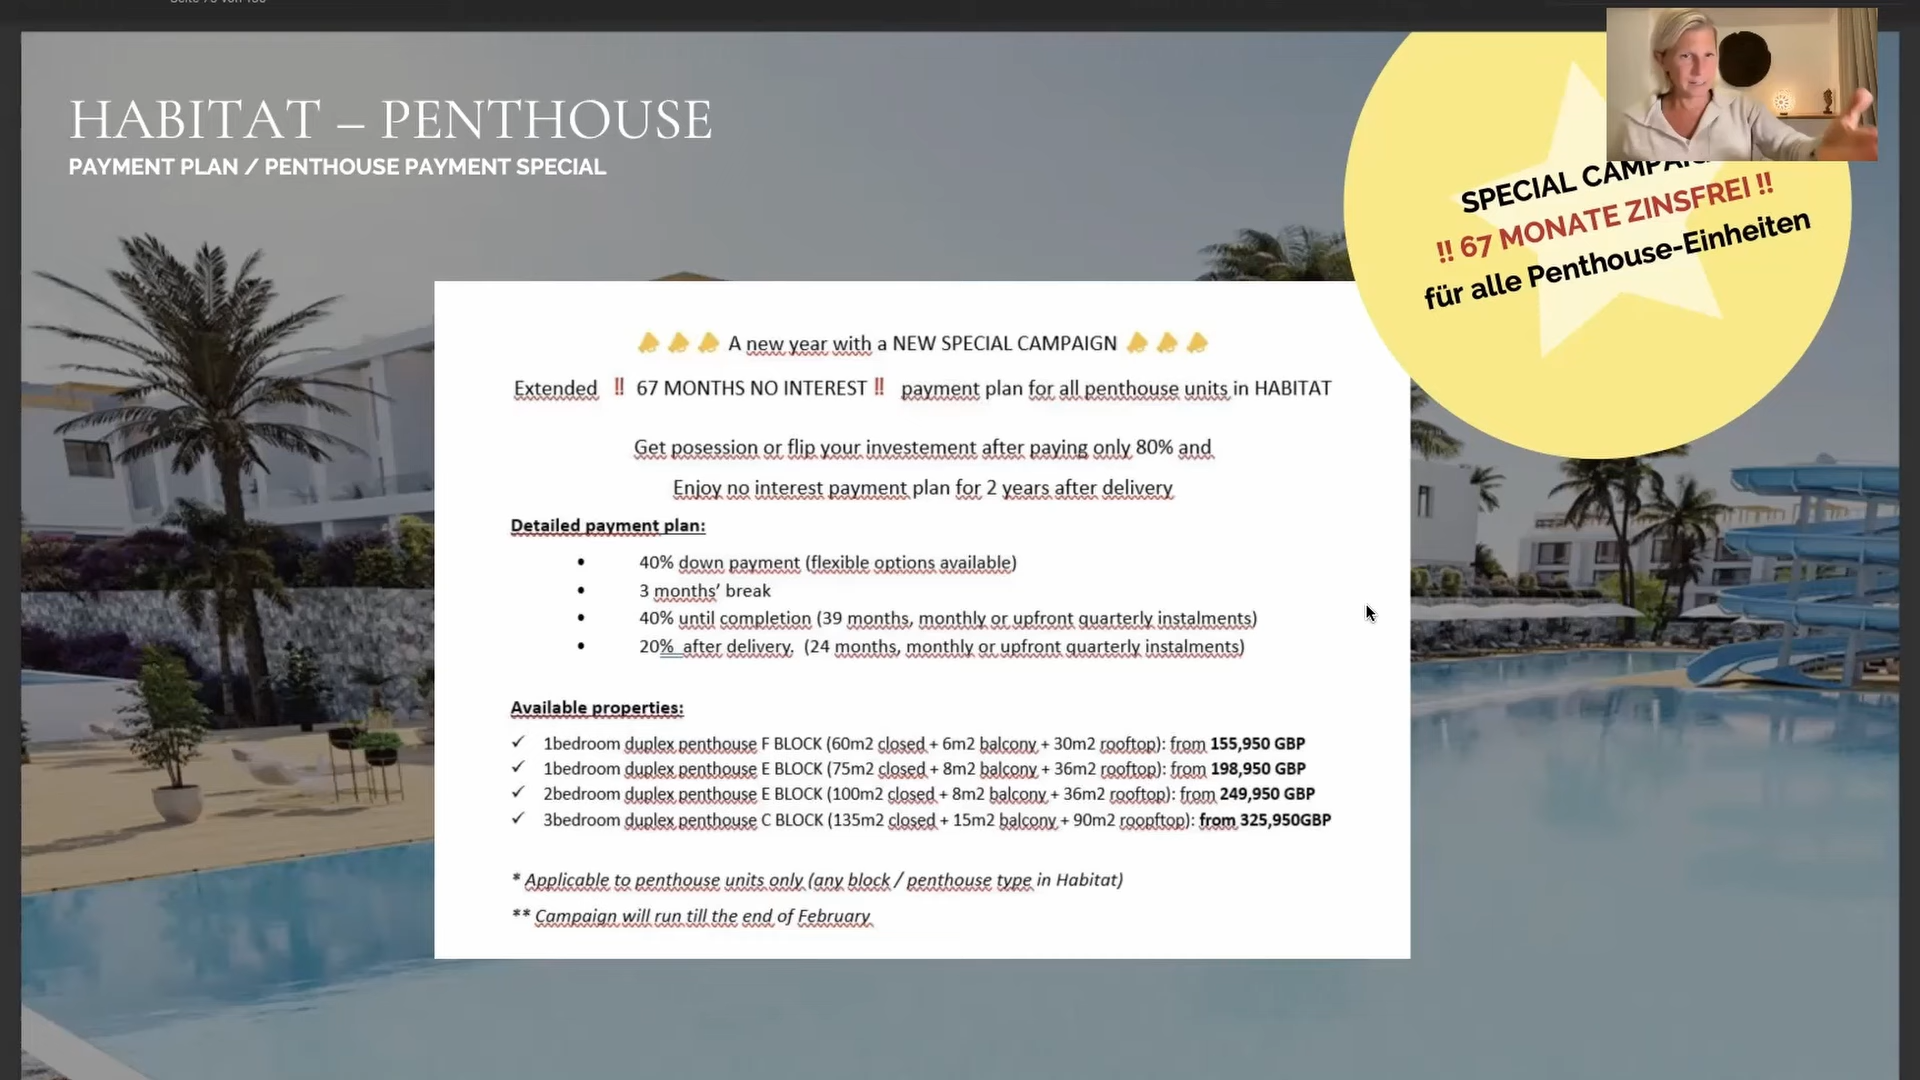 HABITAT – PENTHOUSE
PAYMENT PLAN / PENTHOUSE PAYMENT SPECIAL
SPECIAL
!! 67 MONATE ZINSFREI !!
für alle Penthouse-Einheiten
A new year with a NEW SPECIAL CAMPAIGN
Extended ‼ 67 MONTHS NO INTEREST ‼ payment plan for all penthouse units in HABITAT
Get posession or flip your investement after paying only 80% and
Enjoy no interest payment plan for 2 years after delivery
Detailed payment plan:
• 40% down payment (flexible options available)
• 3 months’ break
• 40% until completion (39 months, monthly or upfront quarterly instalments)
• 20% after delivery. (24 months, monthly or upfront quarterly instalments)
Available properties:
✓ 1bedroom duplex penthouse F BLOCK (60m2 closed + 6m2 balcony + 30m2 rooftop): from 155,950 GBP
✓ 1bedroom duplex penthouse E BLOCK (75m2 closed + 8m2 balcony + 36m2 rooftop): from 198,950 GBP
✓ 2bedroom duplex penthouse E BLOCK (100m2 closed + 8m2 balcony + 36m2 rooftop): from 249,950 GBP
✓ 3bedroom duplex penthouse C BLOCK (135m2 closed + 15m2 balcony + 90m2 roopftop): from 325,950GBP
* Applicable to penthouse units only (any block / penthouse type in Habitat)
** Campaign will run till the end of February